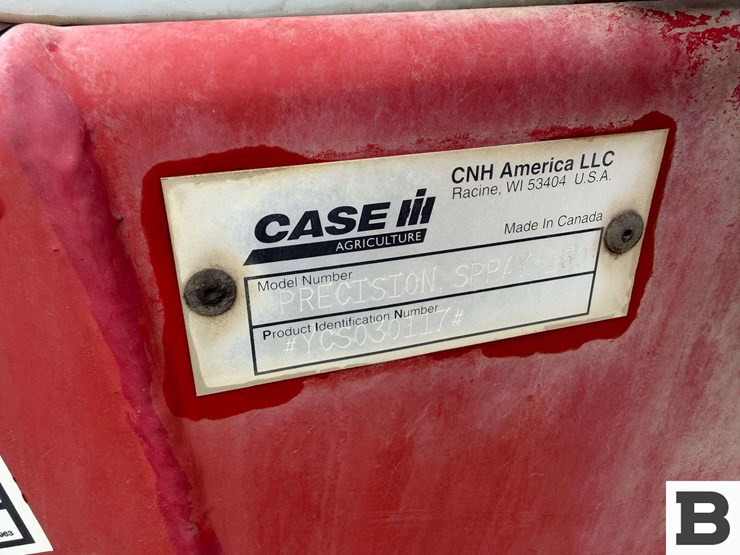 CNH America LLC
Racine, WI 53404 U.S.A.
CASE IH
AGRICULTURE
Made in Canada
Model Number
PRECISION SPRAY
Product Identification Number
#YCS030117#
B